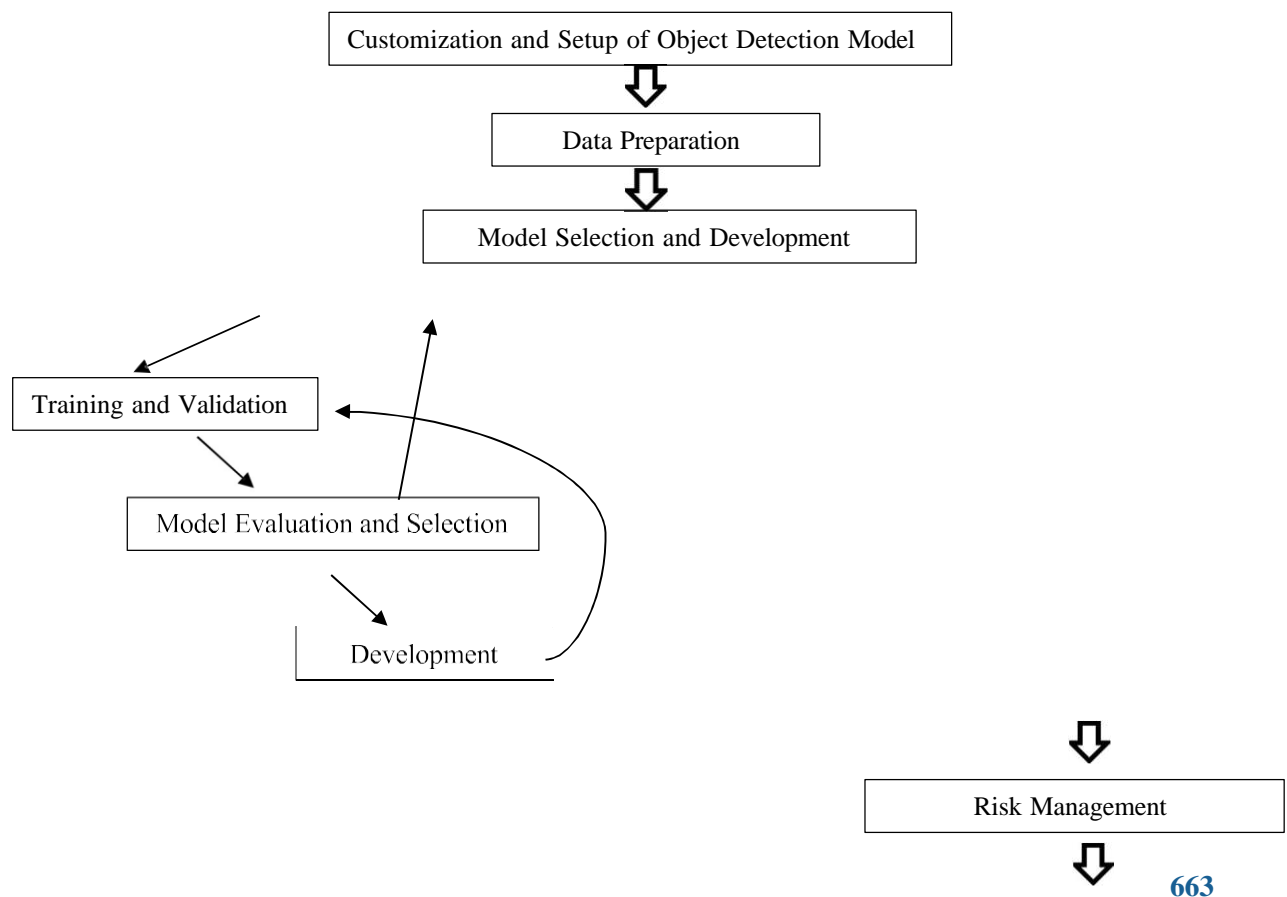 Customization and Setup of Object Detection Model
Data Preparation
Model Selection and Development
Training and Validation
Model Evaluation and Selection
Development
Risk Management
663